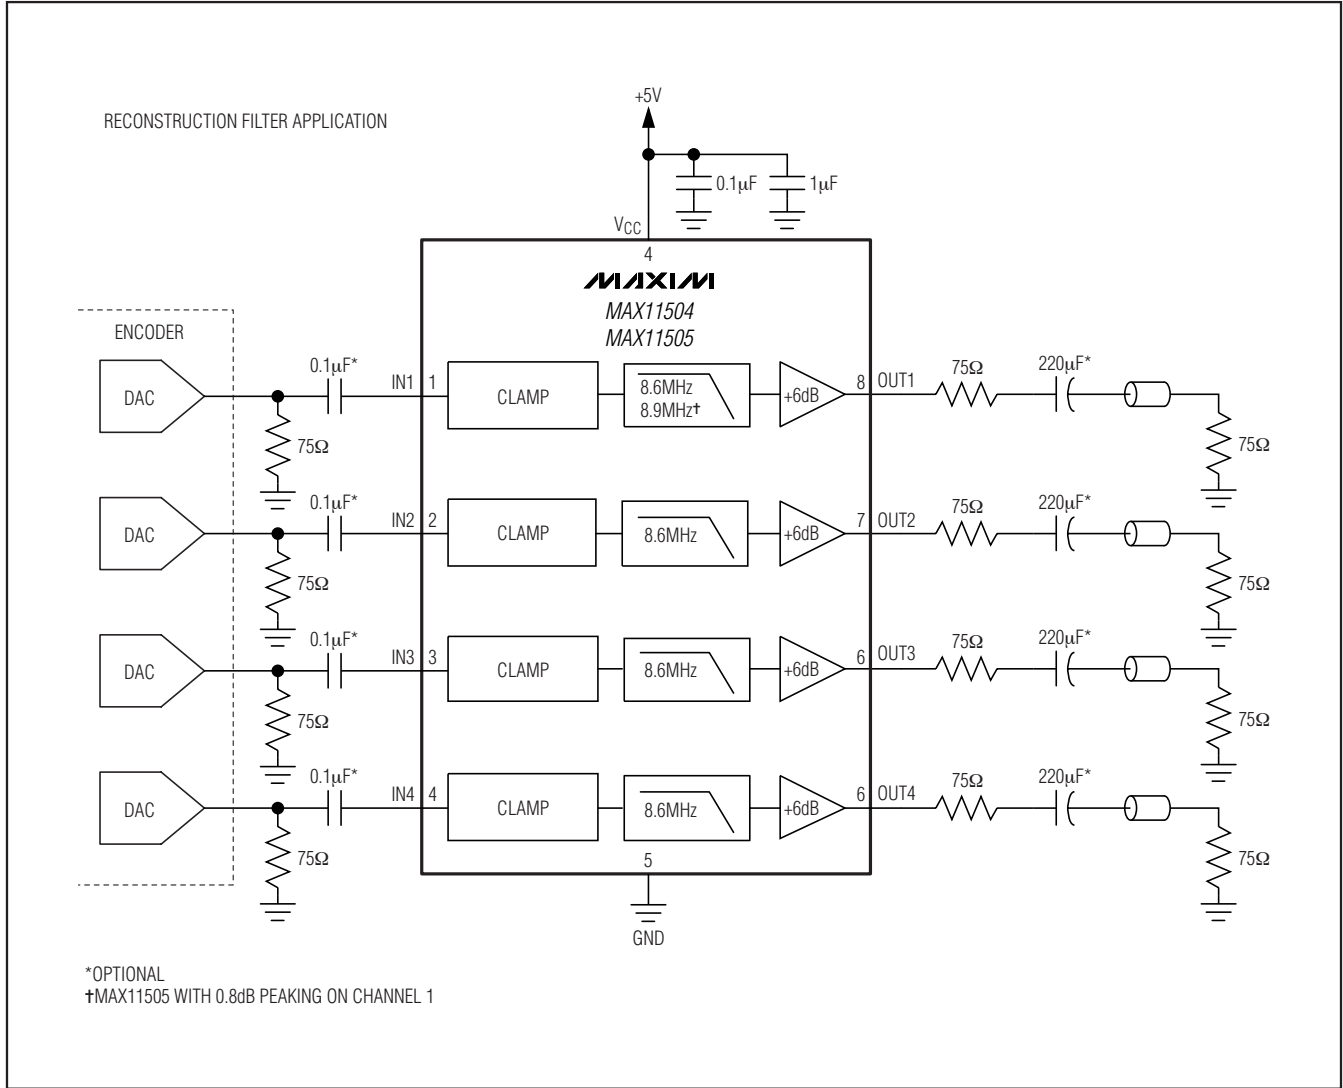 RECONSTRUCTION FILTER APPLICATION
+5V
0.1µF
1µF
VCC
4
MAXIM
MAX11504
MAX11505
ENCODER
DAC
0.1µF*
75Ω
IN1
1
CLAMP
8.6MHz
8.9MHz†
+6dB
8
OUT1
75Ω
220µF*
75Ω
DAC
0.1µF*
75Ω
IN2
2
CLAMP
8.6MHz
+6dB
7
OUT2
75Ω
220µF*
75Ω
DAC
0.1µF*
75Ω
IN3
3
CLAMP
8.6MHz
+6dB
6
OUT3
75Ω
220µF*
75Ω
DAC
0.1µF*
75Ω
IN4
4
CLAMP
8.6MHz
+6dB
6
OUT4
75Ω
220µF*
75Ω
5
GND
*OPTIONAL
†MAX11505 WITH 0.8dB PEAKING ON CHANNEL 1